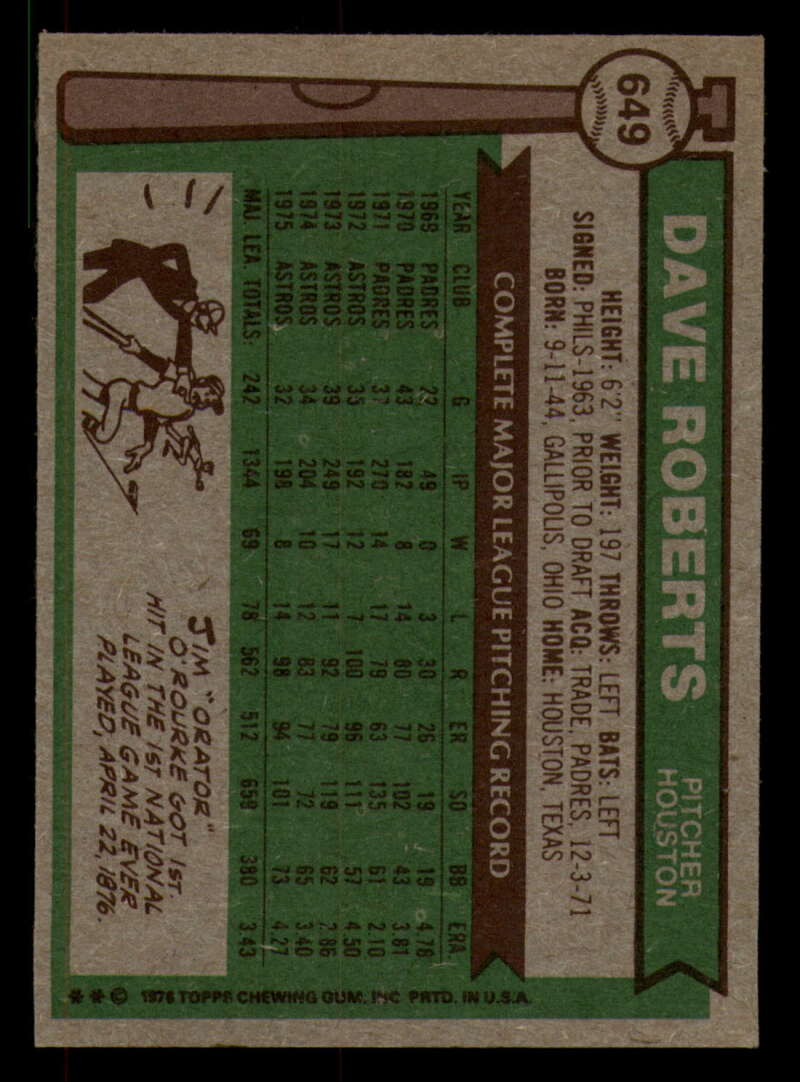 649
DAVE ROBERTS
PITCHER
HOUSTON
HEIGHT: 6'2" WEIGHT: 197 THROWS: LEFT BATS: LEFT
SIGNED: PHILS-1963, PRIOR TO DRAFT ACQ: TRADE, PADRES, 12-3-71
BORN: 9-11-44, GALLIPOLIS, OHIO HOME: HOUSTON, TEXAS
COMPLETE MAJOR LEAGUE PITCHING RECORD
YEAR CLUB G IP W L R ER SO BB ERA
1969 PADRES 22 49 0 3 30 26 19 19 4.78
1970 PADRES 43 182 8 14 80 77 102 43 3.81
1971 PADRES 37 270 14 17 79 63 135 61 2.10
1972 ASTROS 35 192 12 7 100 96 111 57 4.50
1973 ASTROS 39 249 17 11 92 79 119 62 2.86
1974 ASTROS 34 204 10 12 83 77 72 65 3.40
1975 ASTROS 32 198 8 14 98 94 101 73 4.27
MAJ. LEA. TOTALS: 242 1344 69 78 562 512 659 380 3.43
JIM "ORATOR"
O'ROURKE GOT 1ST.
HIT IN THE 1ST NATIONAL
LEAGUE GAME EVER
PLAYED, APRIL 22, 1876.
** © 1976 TOPPS CHEWING GUM, INC. PRTD. IN U.S.A.